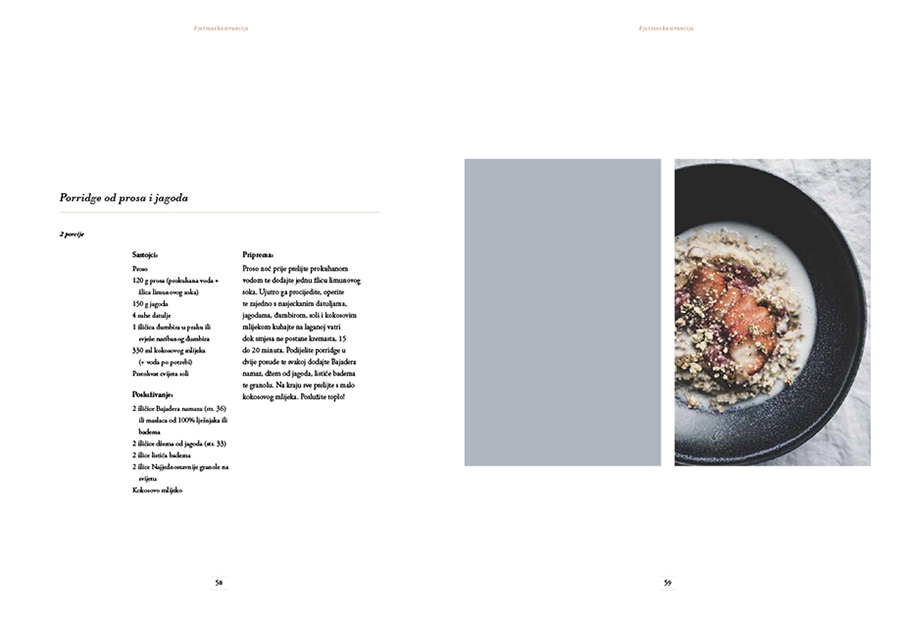 Porridge od prosa i jagoda
2 porcije
Sastojci:
Proso
120 g prosa (prokuhana voda +
žlica limunovog soka)
150 g jagoda
4 suhe datulje
1 žličica đumbira u prahu ili
svježe naribanog đumbira
330 ml kokosovog mlijeka
(+ voda po potrebi)
Prstohvat cvijeta soli
Posluživanje:
2 žličice Bajadera namaza (str. 36)
ili maslaca od 100% lješnjaka ili
badema
2 žličice džema od jagoda (str. 33)
2 žlice listića badema
2 žlice Najjednostavnije granole na
svijetu
Kokosovo mlijeko
Priprema:
Proso noć prije prelijte prokuhanom
vodom te dodajte jednu žlicu limunovog
soka. Ujutro ga procijedite, operite
te zajedno s nasjeckanim datuljama,
jagodama, đumbirom, soli i kokosovim
mlijekom kuhajte na laganoj vatri
dok smjesa ne postane kremasta, 15
do 20 minuta. Podijelite porridge u
dvije posude te svakoj dodajte Bajadera
namaz, džem od jagoda, listiće badema
te granolu. Na kraju sve prelijte s malo
kokosovog mlijeka. Poslužite toplo!
58
59